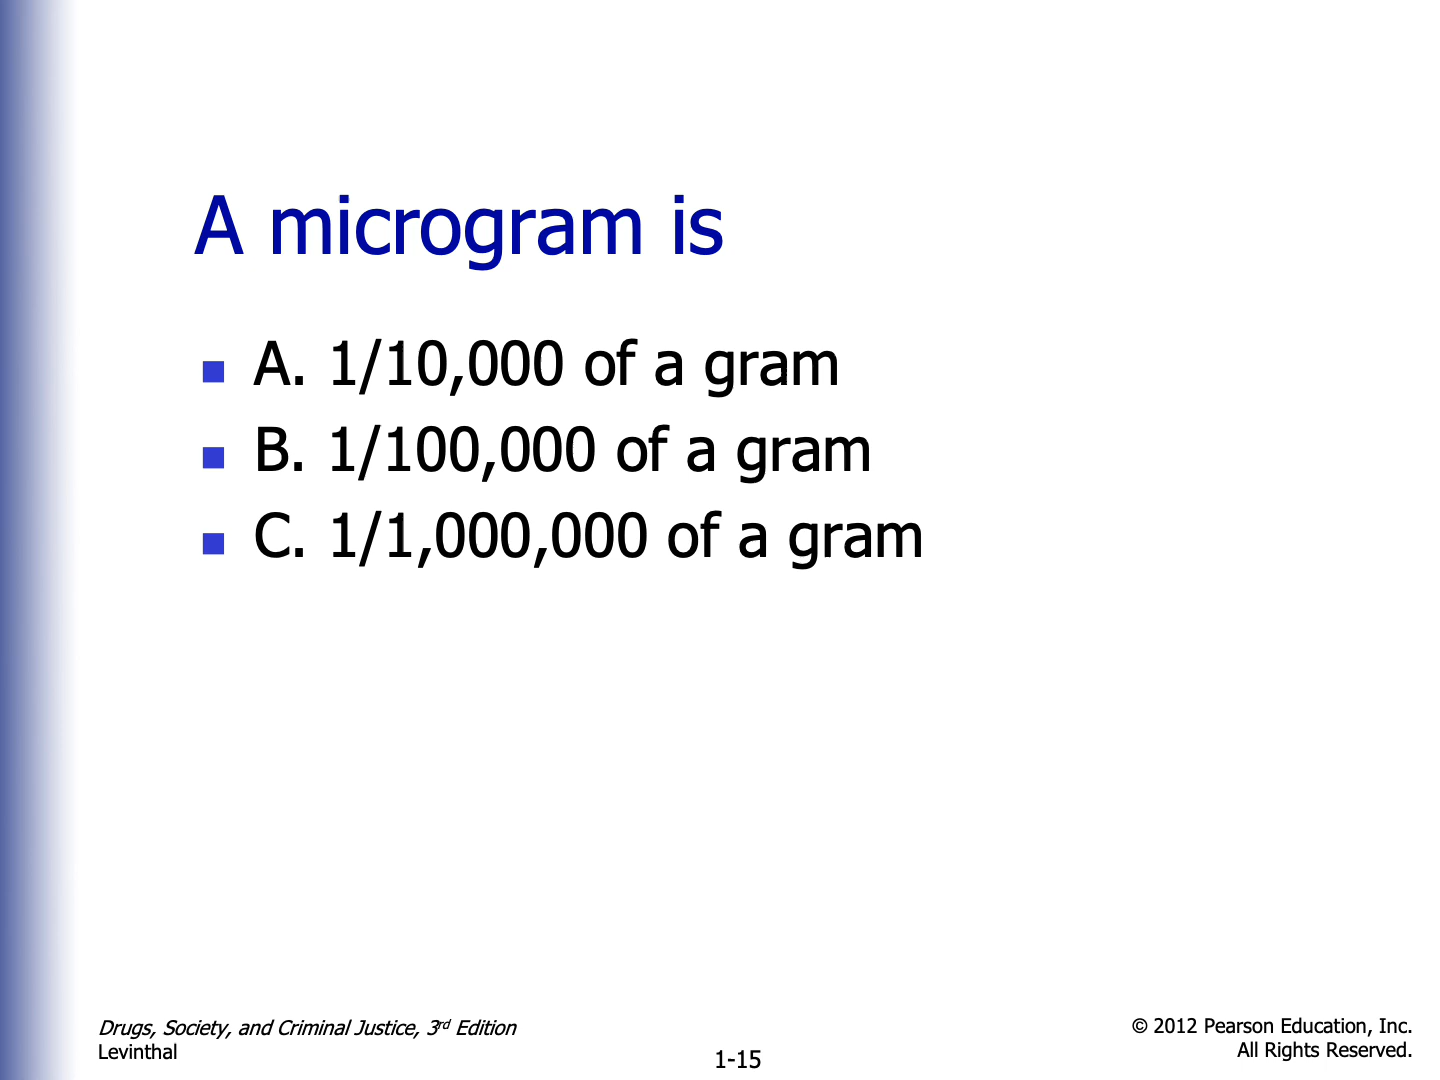 A microgram is
A. 1/10,000 of a gram
B. 1/100,000 of a gram
C. 1/1,000,000 of a gram
Drugs, Society, and Criminal Justice, 3rd Edition
Levinthal
1-15
© 2012 Pearson Education, Inc.
All Rights Reserved.